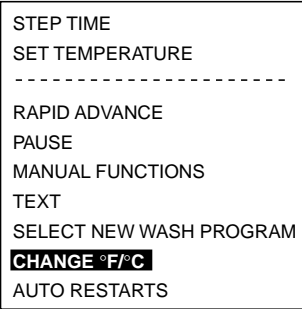 STEP TIME
SET TEMPERATURE
-----------------------
RAPID ADVANCE
PAUSE
MANUAL FUNCTIONS
TEXT
SELECT NEW WASH PROGRAM
CHANGE °F/°C
AUTO RESTARTS